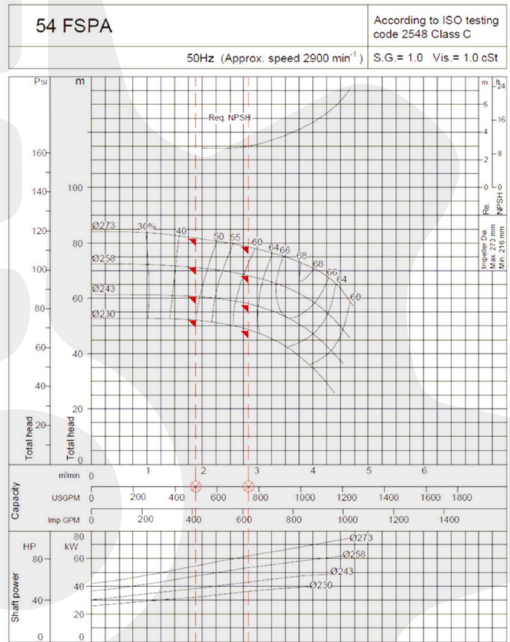 54 FSPA
According to ISO testing
code 2548 Class C
50Hz (Approx. speed 2900 min⁻¹)
S.G.= 1.0 Vis.= 1.0 cSt
Psi m
m ft
24
6
16
4
8
2
0 0
Req. NPSH
Re. NPSH
Impeller Dia.
Max. 273 mm
Min. 216 mm
160
140
120
100
80
60
40
20
Total head
100
80
60
40
20
0
Total head
Ø273 30% 40 50 55 60 64 66 68 68 66 64 60
Ø258
Ø243
Ø230
Capacity
m³/min 0 1 2 3 4 5 6
USGPM 0 200 400 600 800 1000 1200 1400 1600 1800
Imp GPM 0 200 400 600 800 1000 1200 1400
HP kW
80
80 60
40 40
20
0 0
Shaft power
Ø273
Ø258
Ø243
Ø230